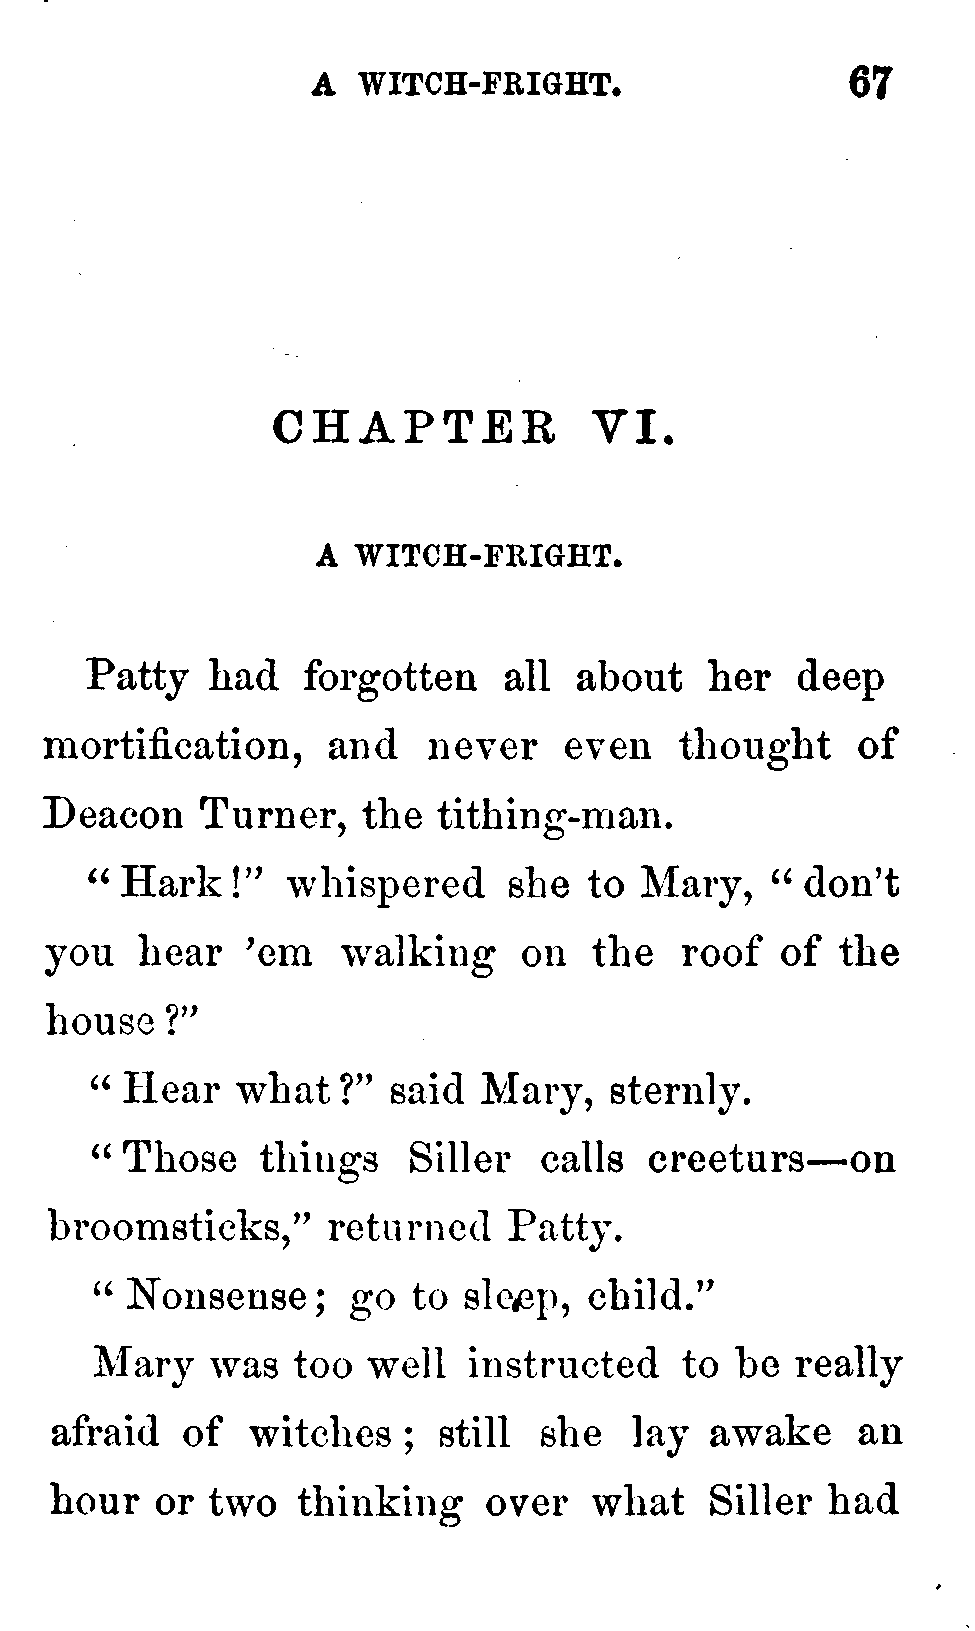 A WITCH-FRIGHT. 67
CHAPTER VI.
A WITCH-FRIGHT.
Patty had forgotten all about her deep
mortification, and never even thought of
Deacon Turner, the tithing-man.
“Hark!” whispered she to Mary, “don’t
you hear ’em walking on the roof of the
house?”
“Hear what?” said Mary, sternly.
“Those things Siller calls creeturs—on
broomsticks,” returned Patty.
“Nonsense; go to sleep, child.”
Mary was too well instructed to be really
afraid of witches; still she lay awake an
hour or two thinking over what Siller had